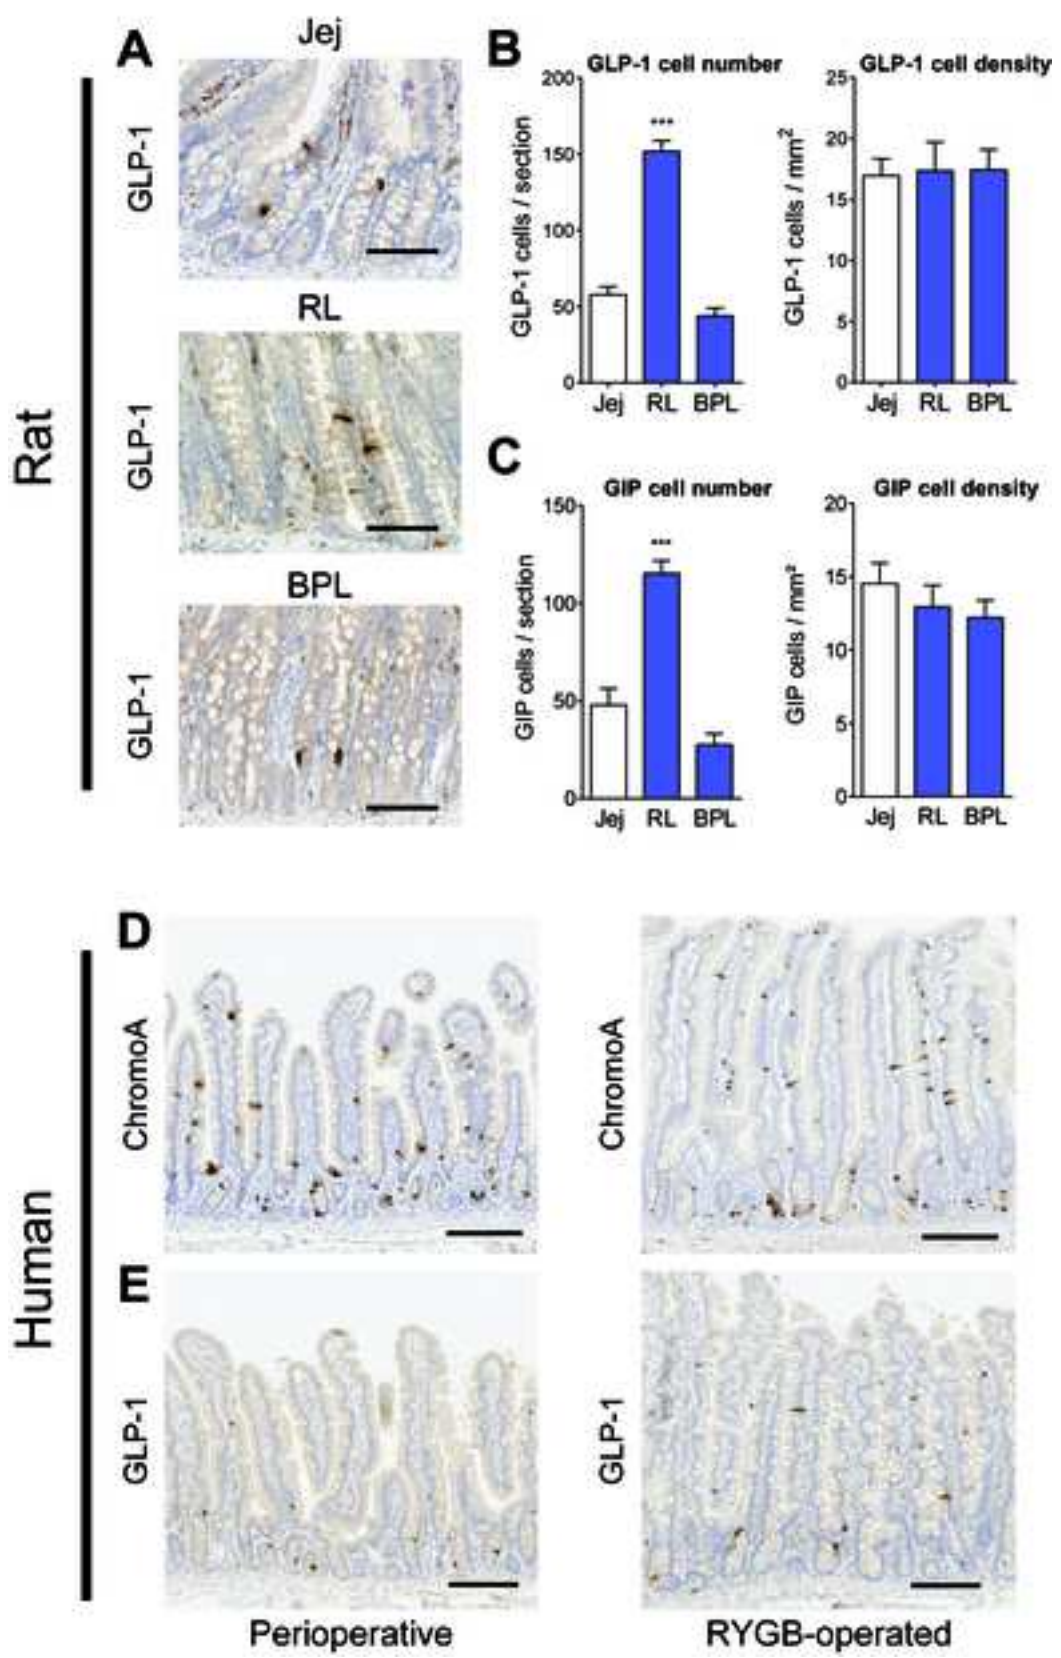 Rat
A
Jej
GLP-1
RL
GLP-1
BPL
GLP-1
B
GLP-1 cell number
GLP-1 cells / section
200
150
100
50
0
***
Jej RL BPL
GLP-1 cell density
GLP-1 cells / mm²
25
20
15
10
5
0
Jej RL BPL
C
GIP cell number
GIP cells / section
150
100
50
0
***
Jej RL BPL
GIP cell density
GIP cells / mm²
20
15
10
5
0
Jej RL BPL
Human
D
ChromoA
ChromoA
E
GLP-1
GLP-1
Perioperative
RYGB-operated